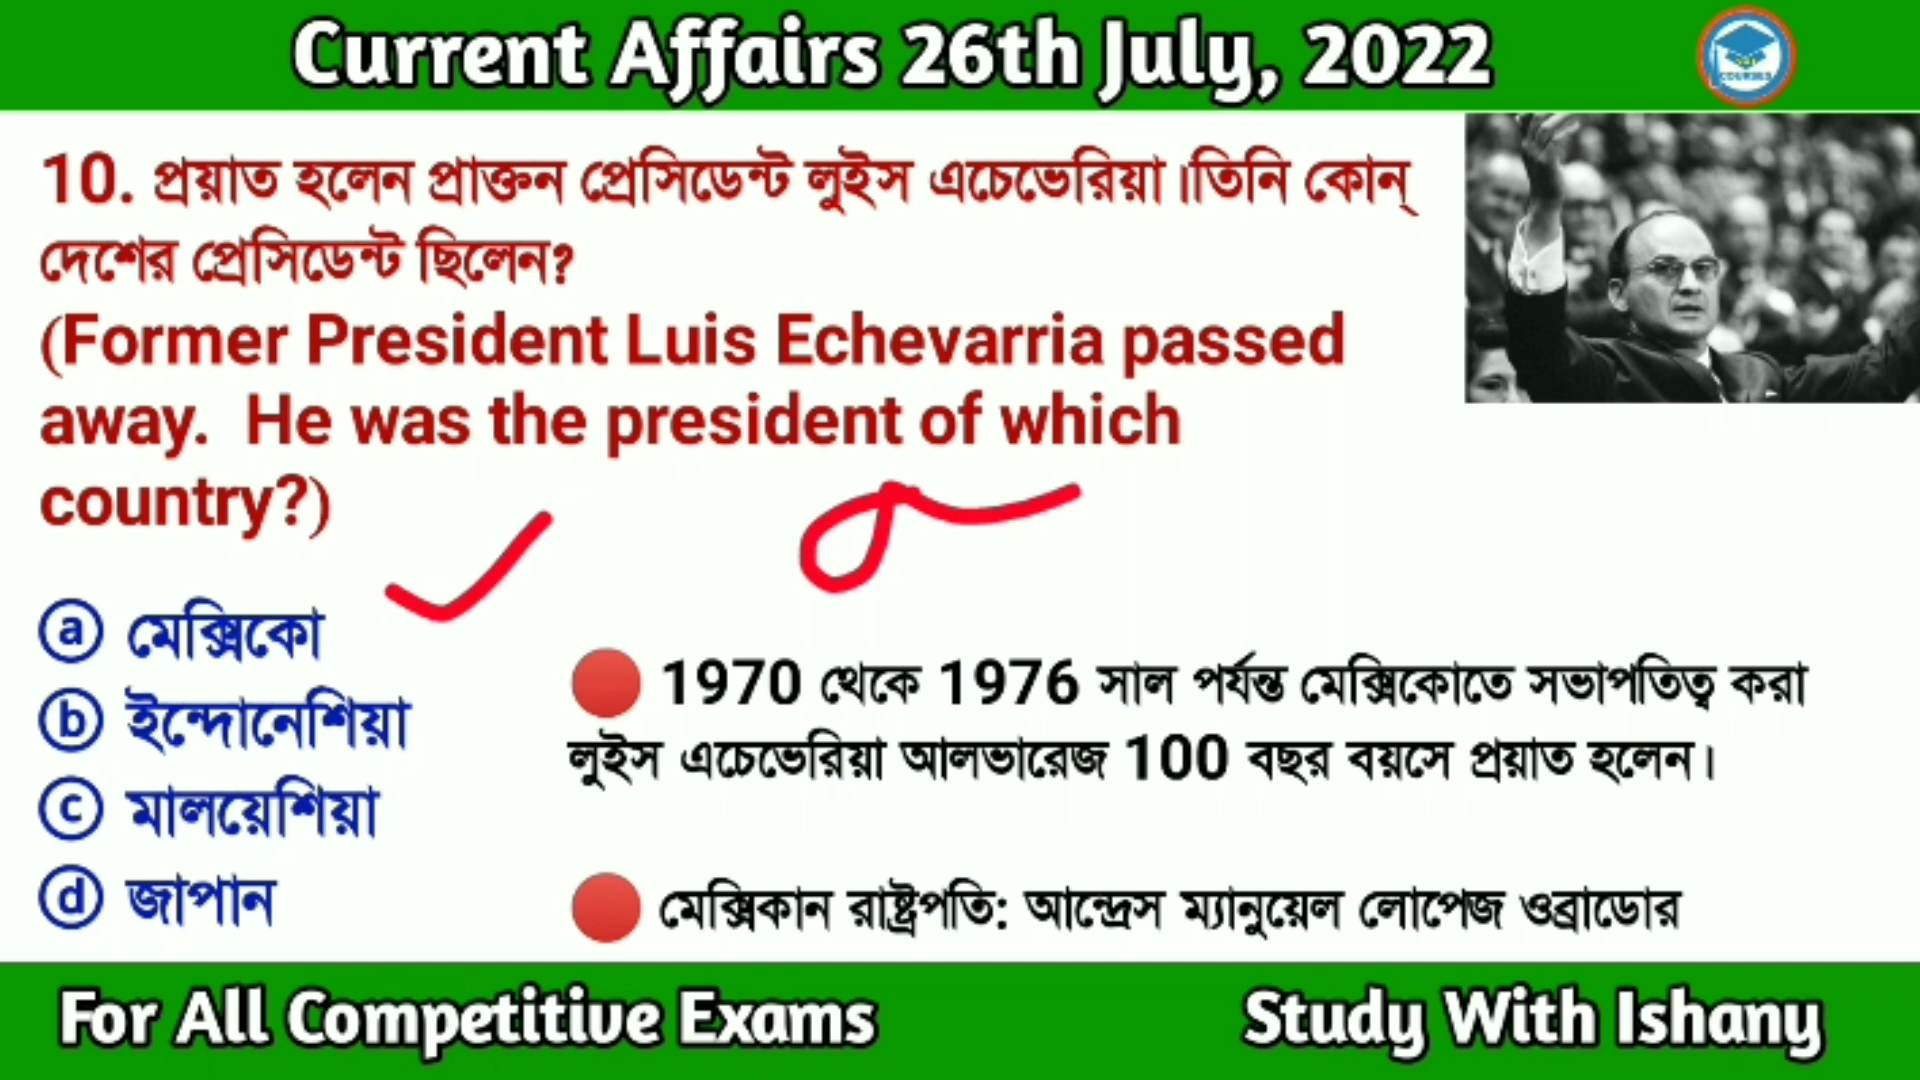 Current Affairs 26th July, 2022
COURSES
10. প্রয়াত হলেন প্রাক্তন প্রেসিডেন্ট লুইস এচেভেরিয়া।তিনি কোন্
দেশের প্রেসিডেন্ট ছিলেন?
(Former President Luis Echevarria passed
away. He was the president of which
country?)
ⓐ মেক্সিকো
ⓑ ইন্দোনেশিয়া
ⓒ মালয়েশিয়া
ⓓ জাপান
1970 থেকে 1976 সাল পর্যন্ত মেক্সিকোতে সভাপতিত্ব করা
লুইস এচেভেরিয়া আলভারেজ 100 বছর বয়সে প্রয়াত হলেন।
মেক্সিকান রাষ্ট্রপতি: আন্দ্রেস ম্যানুয়েল লোপেজ ওব্রাডোর
For All Competitive Exams
Study With Ishany